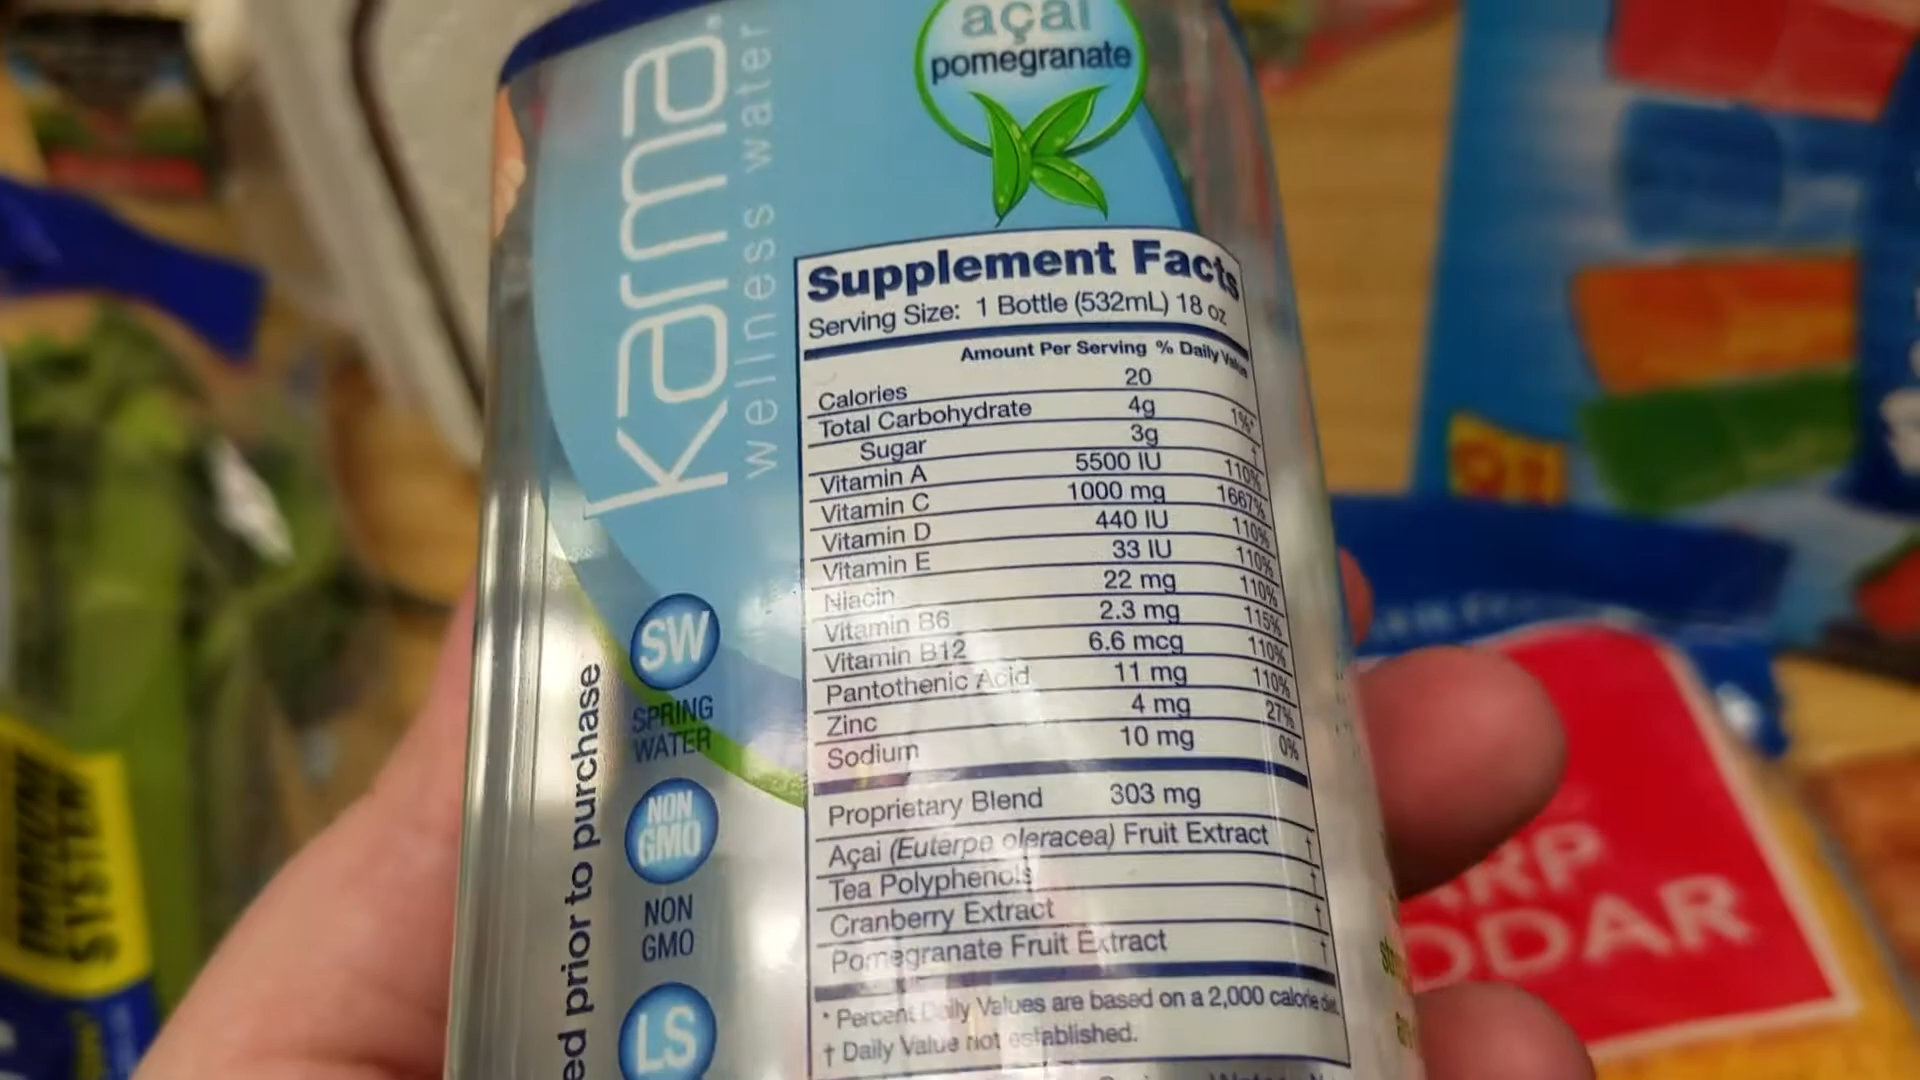 açai
pomegranate
karma
wellness water
Supplement Facts
Serving Size: 1 Bottle (532mL) 18 oz
Amount Per Serving % Daily Value
Calories 20
Total Carbohydrate 4g 1%*
Sugar 3g †
Vitamin A 5500 IU 110%
Vitamin C 1000 mg 1667%
Vitamin D 440 IU 110%
Vitamin E 33 IU 110%
Niacin 22 mg 110%
Vitamin B6 2.3 mg 115%
Vitamin B12 6.6 mcg 110%
Pantothenic Acid 11 mg 110%
Zinc 4 mg 27%
Sodium 10 mg 0%
Proprietary Blend 303 mg
Açai (Euterpe oleracea) Fruit Extract †
Tea Polyphenols †
Cranberry Extract †
Pomegranate Fruit Extract †
* Percent Daily Values are based on a 2,000 calorie diet.
† Daily Value not established.
SW
SPRING
WATER
NON
GMO
NON
GMO
LS
ed prior to purchase
IMMUNE
SYSTEM
ARP
DDAR